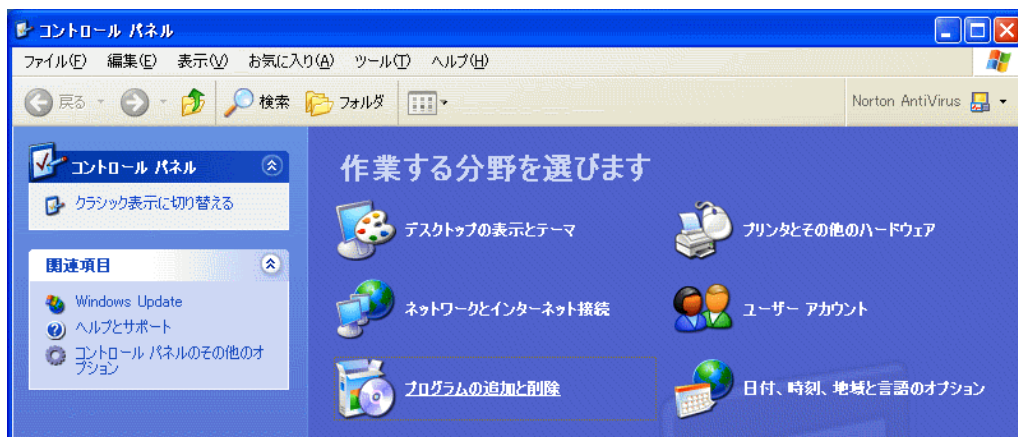 コントロール パネル
ファイル(F) 編集(E) 表示(V) お気に入り(A) ツール(T) ヘルプ(H)
戻る 検索 フォルダ Norton AntiVirus
コントロール パネル
クラシック表示に切り替える
関連項目
Windows Update
ヘルプとサポート
コントロール パネルのその他のオ
プション
作業する分野を選びます
デスクトップの表示とテーマ
プリンタとその他のハードウェア
ネットワークとインターネット接続
ユーザー アカウント
プログラムの追加と削除
日付、時刻、地域と言語のオプション